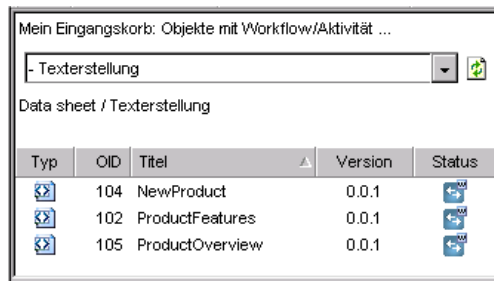 Mein Eingangskorb: Objekte mit Workflow/Aktivität ...
- Texterstellung
Data sheet / Texterstellung
Typ OID Titel Version Status
104 NewProduct 0.0.1
102 ProductFeatures 0.0.1
105 ProductOverview 0.0.1